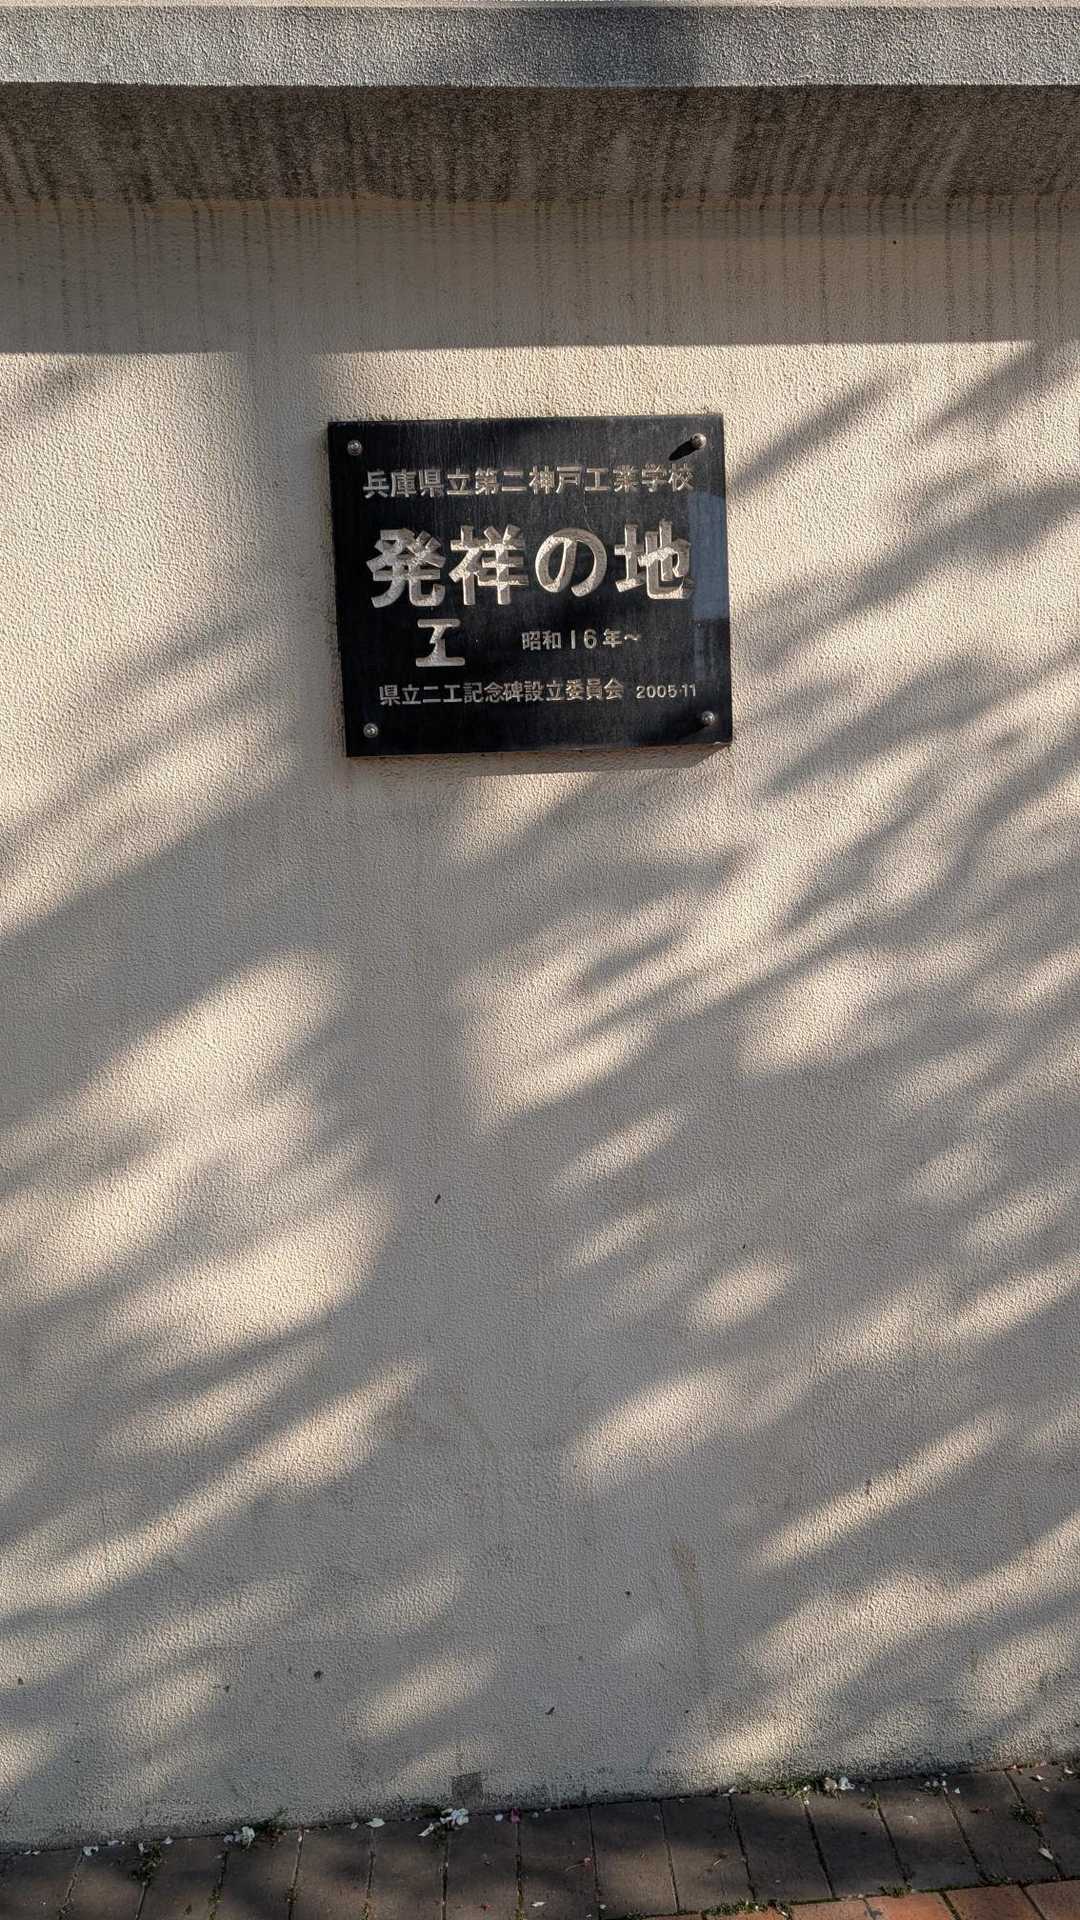 兵庫県立第二神戸工業学校
発祥の地
工 昭和16年〜
県立二工記念碑設立委員会 2005・11